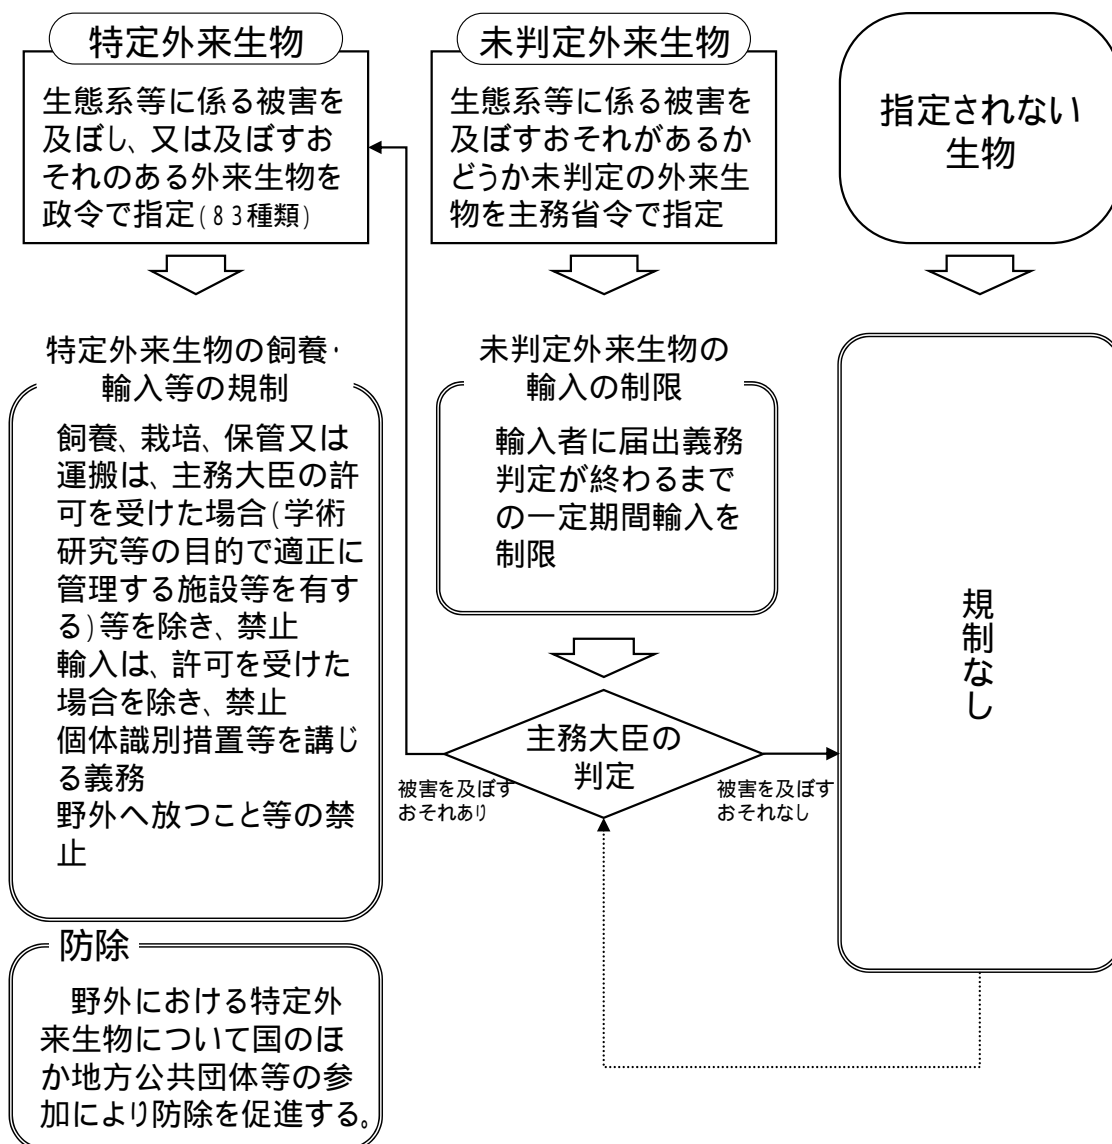 特定外来生物
生態系等に係る被害を
及ぼし、又は及ぼすお
それのある外来生物を
政令で指定(83種類)
特定外来生物の飼養・
輸入等の規制
飼養、栽培、保管又は
運搬は、主務大臣の許
可を受けた場合(学術
研究等の目的で適正に
管理する施設等を有す
る)等を除き、禁止
輸入は、許可を受けた
場合を除き、禁止
個体識別措置等を講じ
る義務
野外へ放つこと等の禁
止
防除
野外における特定外
来生物について国のほ
か地方公共団体等の参
加により防除を促進する。
未判定外来生物
生態系等に係る被害を
及ぼすおそれがあるか
どうか未判定の外来生
物を主務省令で指定
未判定外来生物の
輸入の制限
輸入者に届出義務
判定が終わるまで
の一定期間輸入を
制限
主務大臣の
判定
被害を及ぼす
おそれあり
被害を及ぼす
おそれなし
指定されない
生物
規制なし